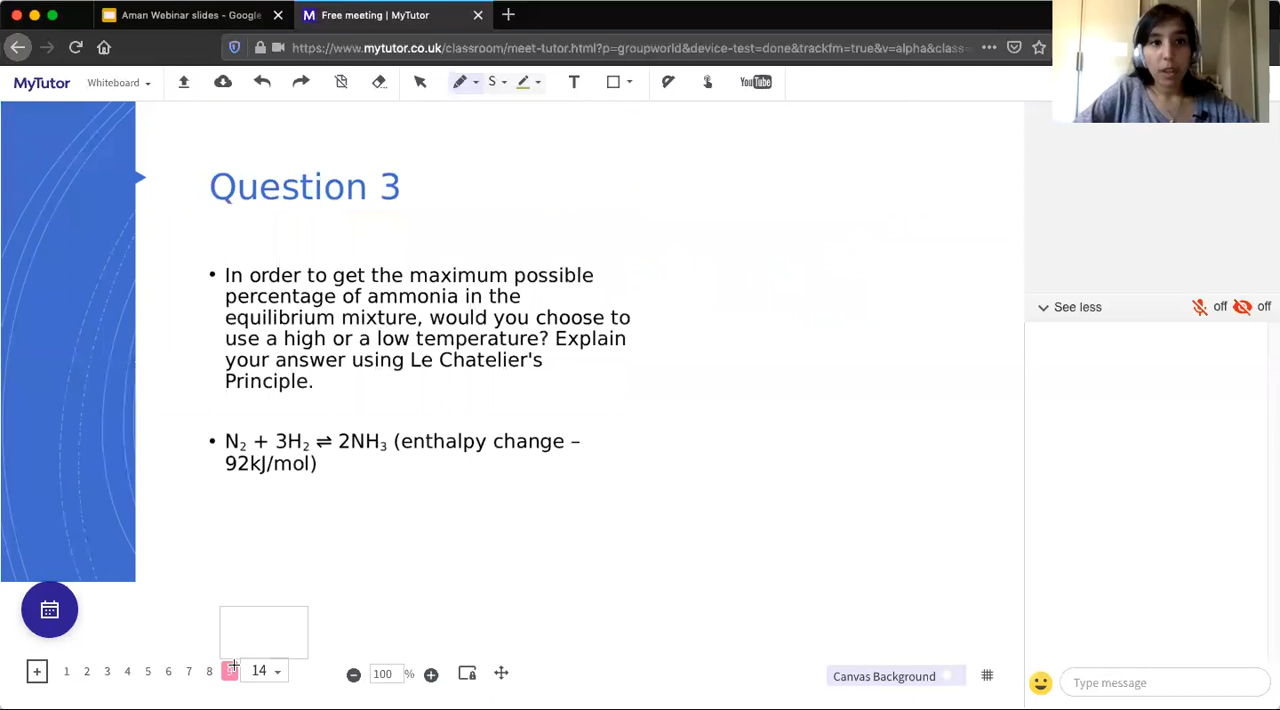 Aman Webinar slides - Google
Free meeting | MyTutor
https://www.mytutor.co.uk/classroom/meet-tutor.html?p=groupworld&device-test=done&trackfm=true&v=alpha&class=
MyTutor
Whiteboard
S
T
YouTube
Question 3
• In order to get the maximum possible
percentage of ammonia in the
equilibrium mixture, would you choose to
use a high or a low temperature? Explain
your answer using Le Chatelier's
Principle.
• N₂ + 3H₂ ⇌ 2NH₃ (enthalpy change –
92kJ/mol)
See less
off
off
+ 1 2 3 4 5 6 7 8 14
100 %
Canvas Background
Type message